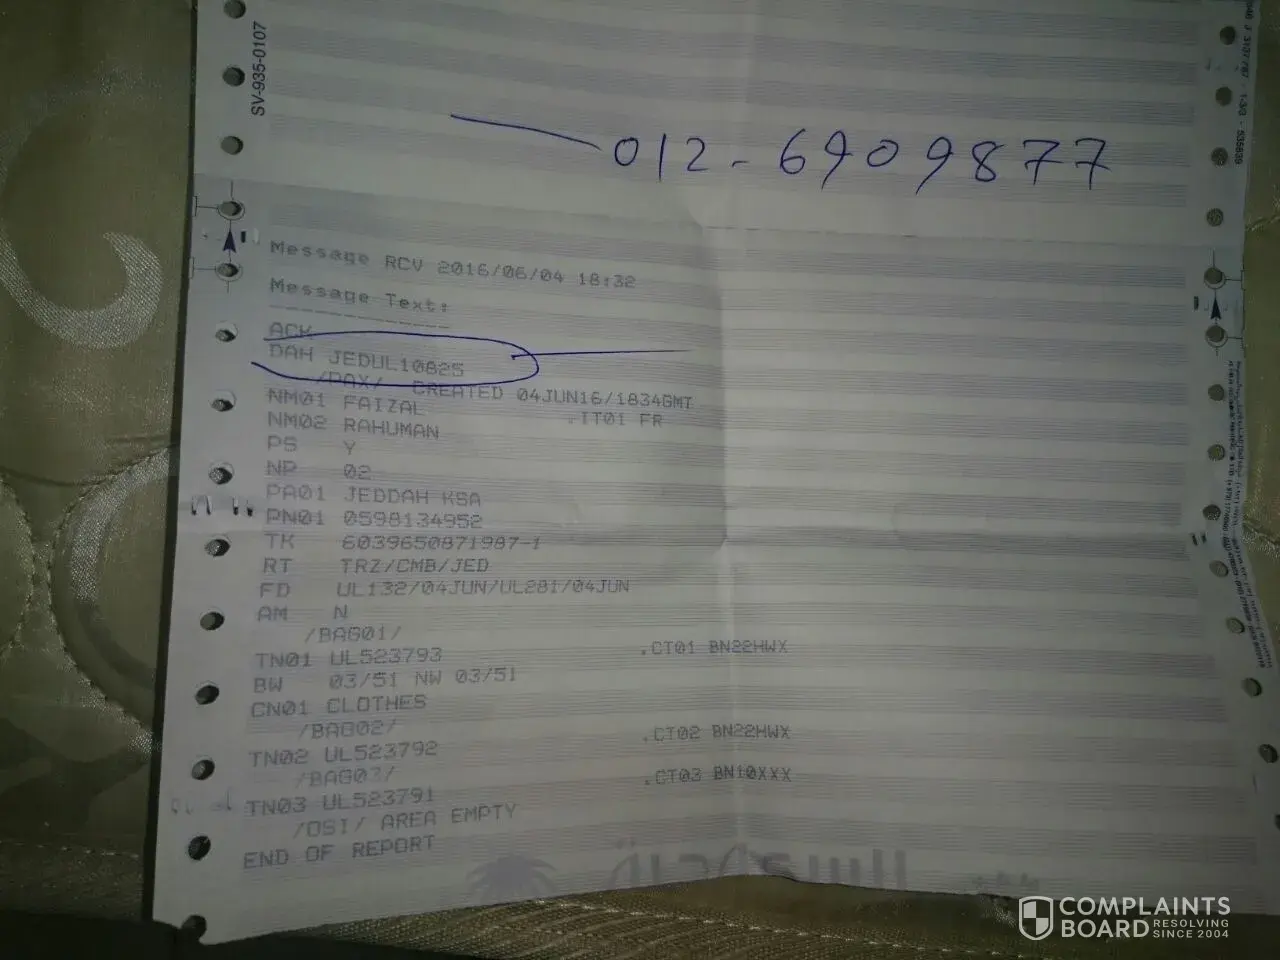 SV-935-0107
012-6909877
Message RCV 2016/06/04 18:32
Message Text:
ACK
DAH JEDUL10825
/PAX/ CREATED 04JUN16/1834GMT
NM01 FAIZAL .IT01 FR
NM02 RAHUMAN
PS Y
NP 02
PA01 JEDDAH KSA
PN01 0598134952
TK 6039650871987-1
RT TRZ/CMB/JED
FD UL132/04JUN/UL281/04JUN
AM N
/BAG01/
TN01 UL523793 .CT01 BN22HWX
BW 03/51 NW 03/51
CN01 CLOTHES
/BAG02/
TN02 UL523792 .CT02 BN22HWX
/BAG03/
TN03 UL523791 .CT03 BN10XXX
/OSI/ AREA EMPTY
END OF REPORT
COMPLAINTS
BOARD RESOLVING
SINCE 2004